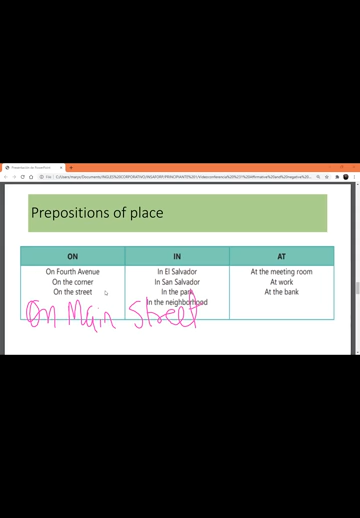 Prepositions of place
ON IN AT
On Fourth Avenue In El Salvador At the meeting room
On the corner In San Salvador At work
On the street In the park At the bank
In the neighborhood
On Main Street